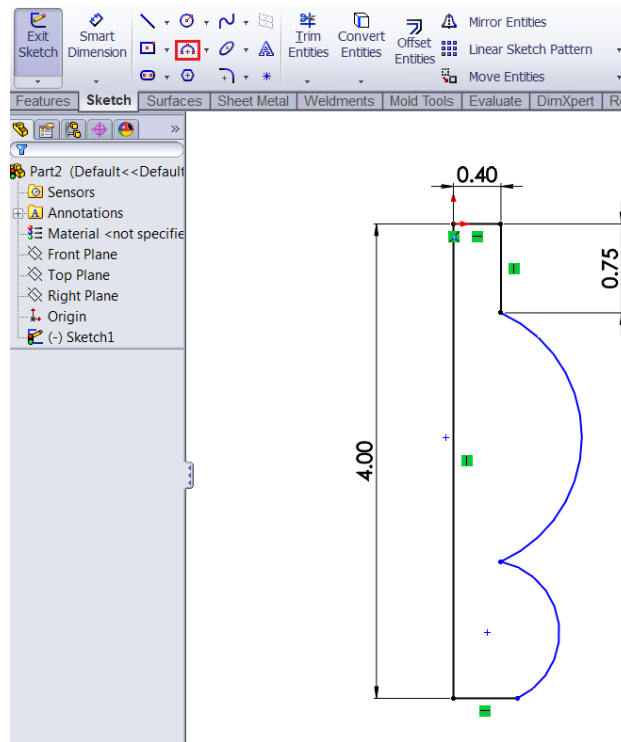 Exit Sketch
Smart Dimension
Trim Entities
Convert Entities
Offset Entities
Mirror Entities
Linear Sketch Pattern
Move Entities
Features Sketch Surfaces Sheet Metal Weldments Mold Tools Evaluate DimXpert R
»
Part2 (Default<<Default
Sensors
A Annotations
Material <not specifie
Front Plane
Top Plane
Right Plane
Origin
(-) Sketch1
0.40
0.75
4.00